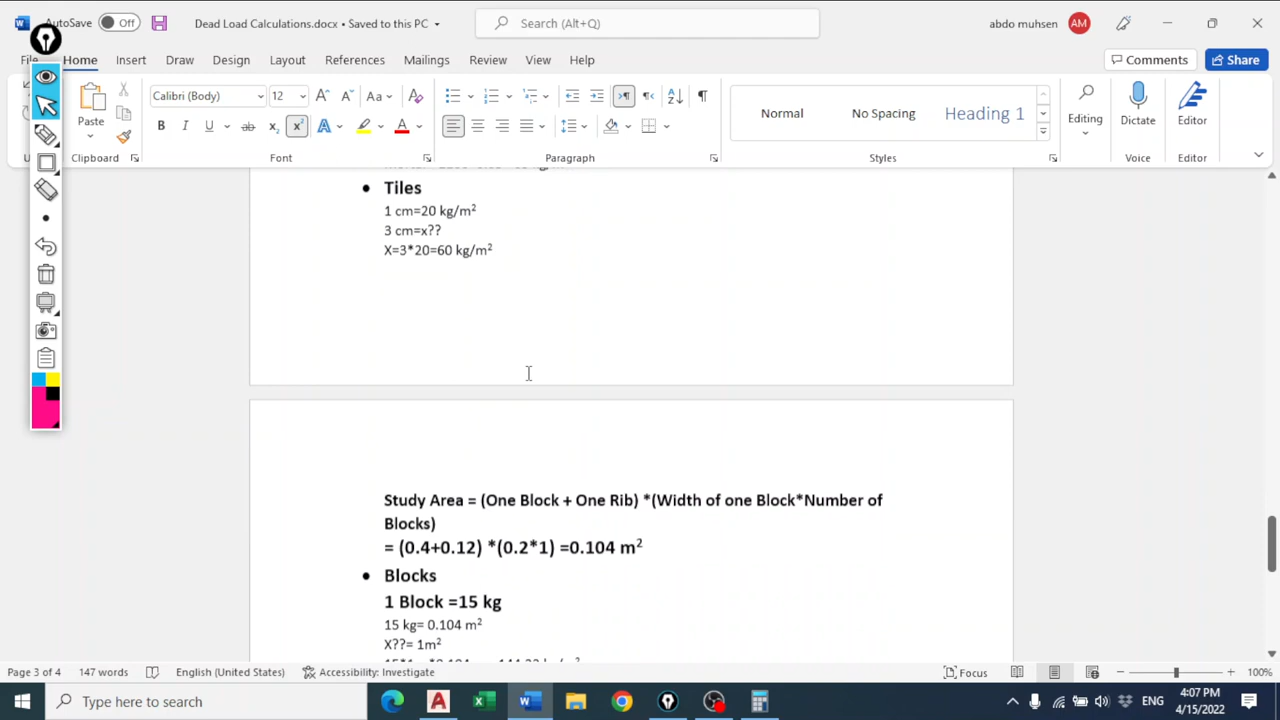 AutoSave Off Dead Load Calculations.docx • Saved to this PC Search (Alt+Q) abdo muhsen AM
File Home Insert Draw Design Layout References Mailings Review View Help Comments Share
Paste Calibri (Body) 12 Normal No Spacing Heading 1 Editing Dictate Editor
Clipboard Font Paragraph Styles Voice Editor
Tiles
1 cm=20 kg/m²
3 cm=x??
X=3*20=60 kg/m²
Study Area = (One Block + One Rib) *(Width of one Block*Number of
Blocks)
= (0.4+0.12) *(0.2*1) =0.104 m²
Blocks
1 Block =15 kg
15 kg= 0.104 m²
X??= 1m²
Page 3 of 4 147 words English (United States) Accessibility: Investigate Focus 100%
Type here to search ENG 4:07 PM
4/15/2022